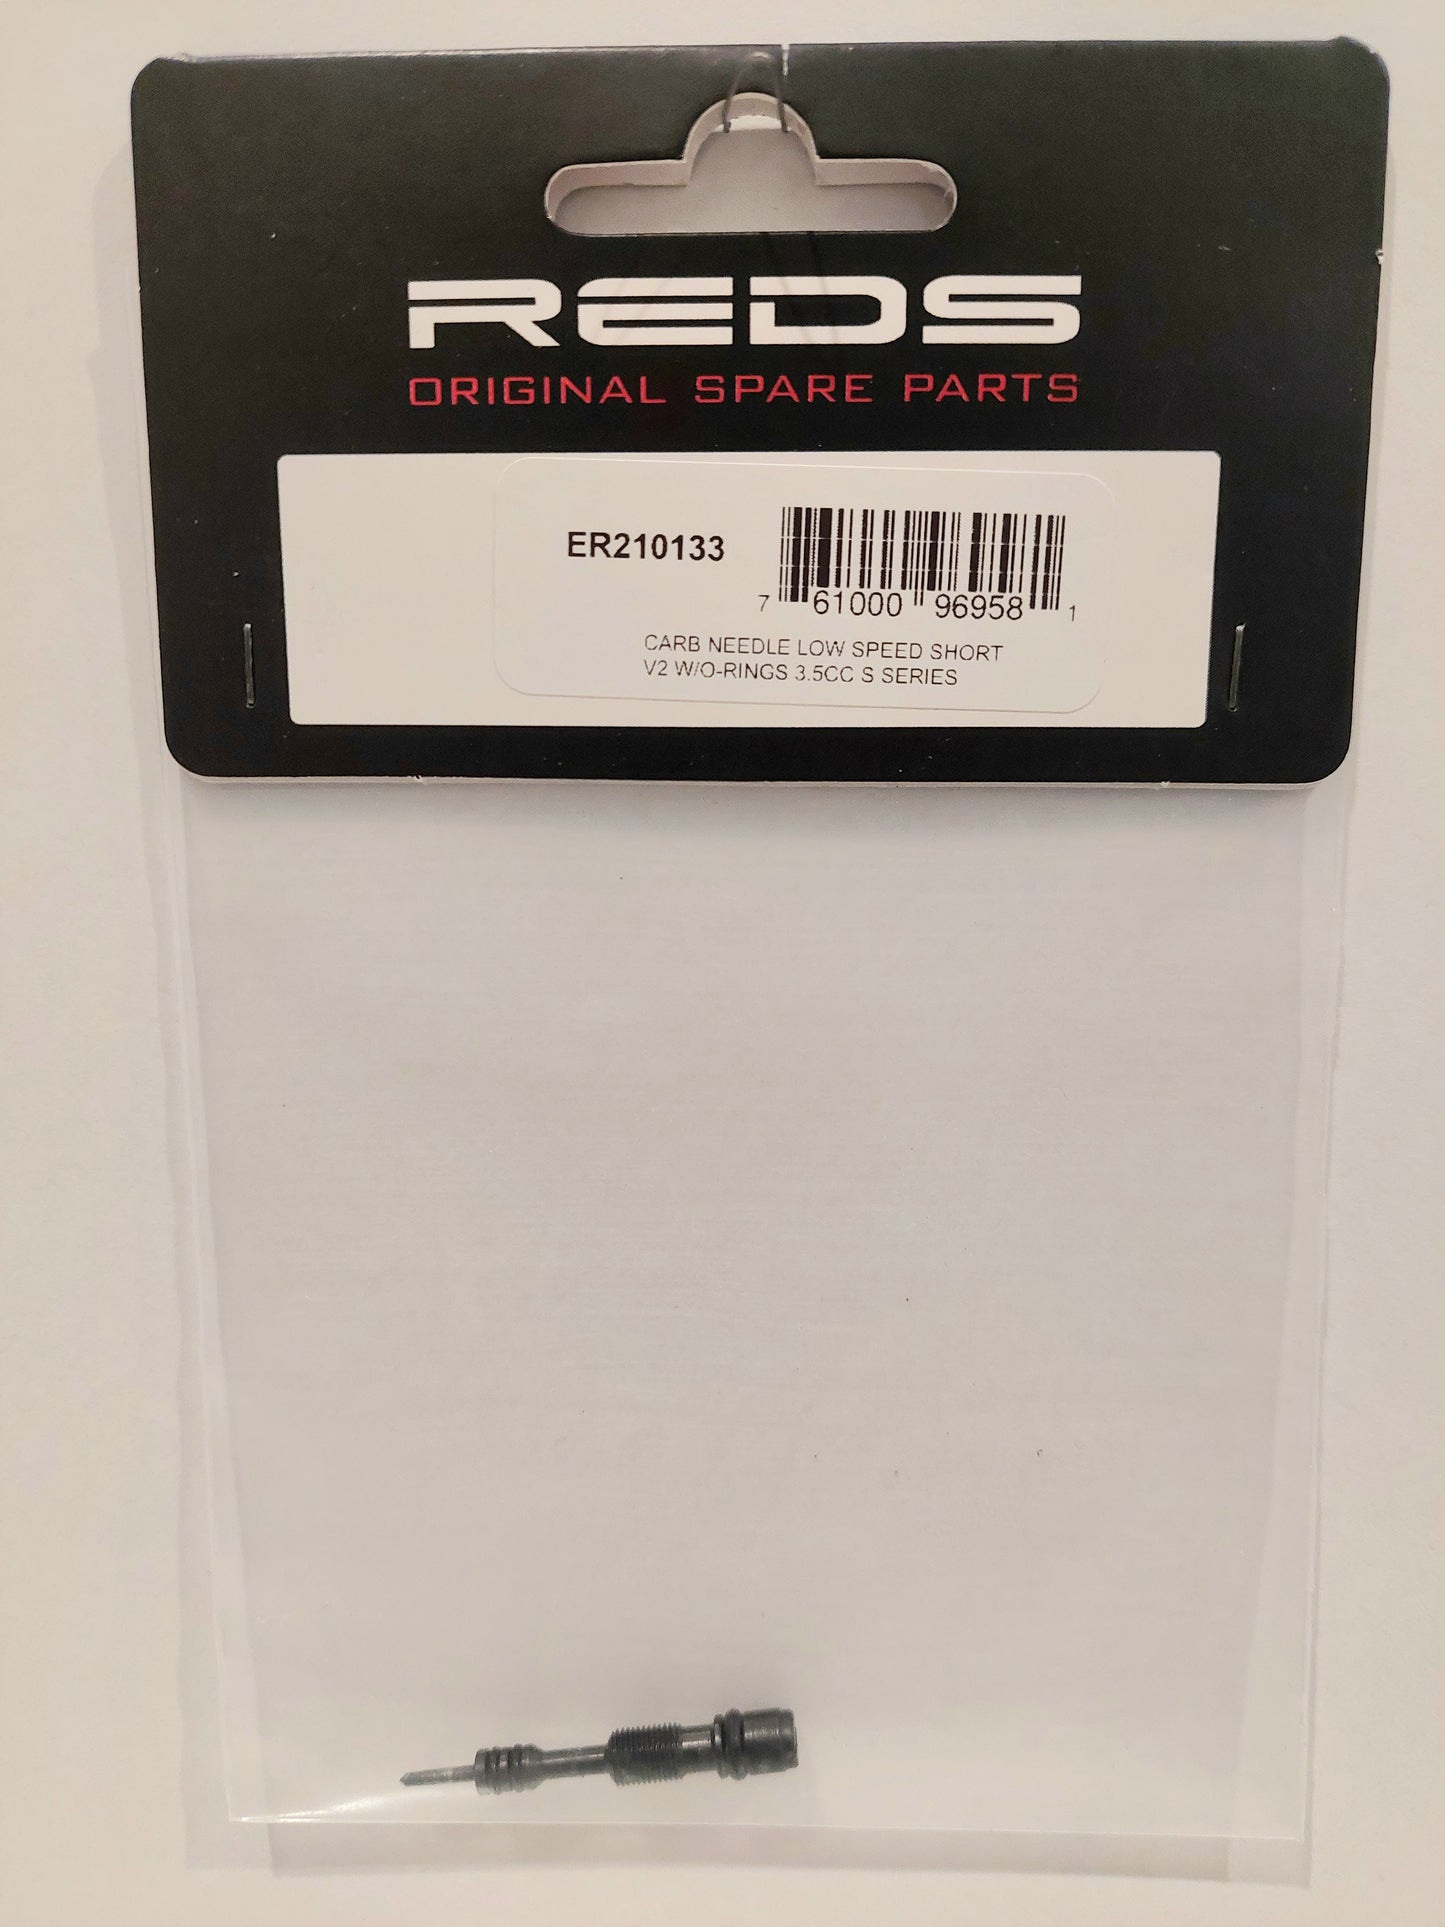 REDS
ORIGINAL SPARE PARTS
ER210133
7 61000 96958 1
CARB NEEDLE LOW SPEED SHORT
V2 W/O-RINGS 3.5CC S SERIES